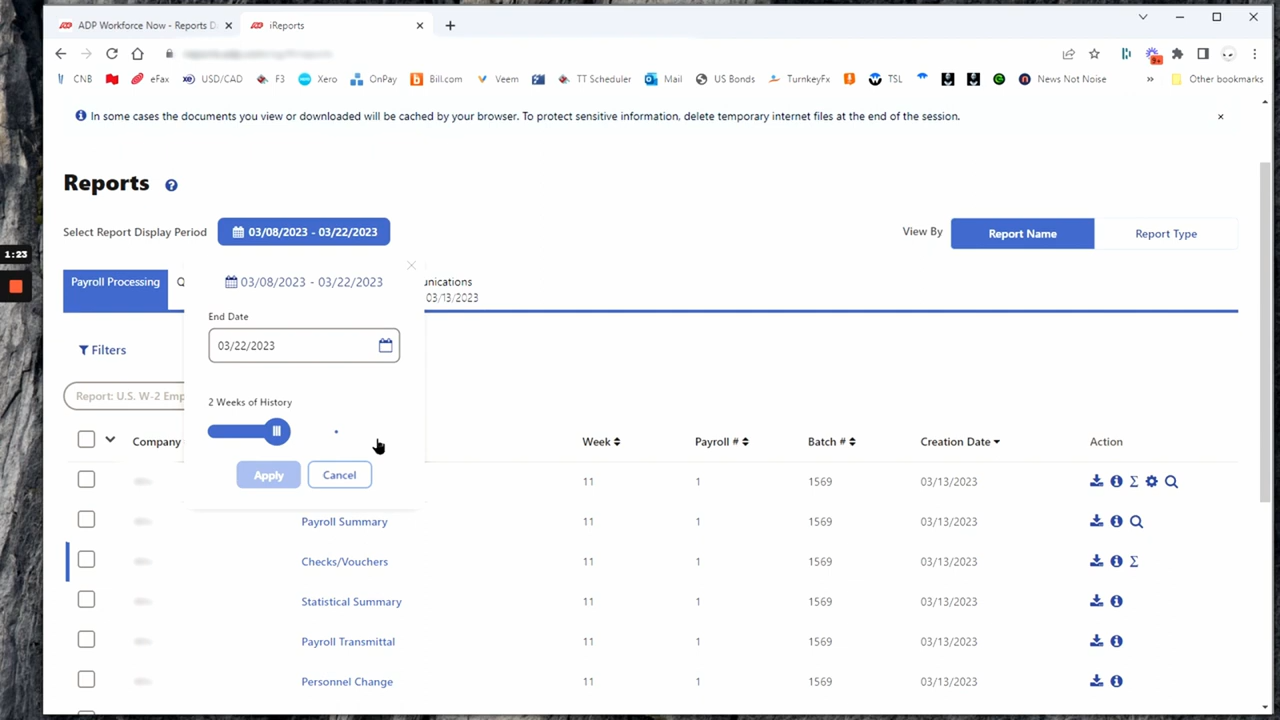 ADP Workforce Now - Reports D
iReports
CNB
eFax
USD/CAD
F3
Xero
OnPay
Bill.com
Veem
TT Scheduler
Mail
US Bonds
TurnkeyFx
TSL
News Not Noise
»
Other bookmarks
9+
In some cases the documents you view or downloaded will be cached by your browser. To protect sensitive information, delete temporary internet files at the end of the session.
Reports
Select Report Display Period
03/08/2023 - 03/22/2023
View By
Report Name
Report Type
1:23
Payroll Processing
Q
03/08/2023 - 03/22/2023
unications
03/13/2023
End Date
03/22/2023
Filters
Report: U.S. W-2 Emp
2 Weeks of History
Apply
Cancel
Company
Week
Payroll #
Batch #
Creation Date
Action
11 1 1569 03/13/2023 Σ
Payroll Summary 11 1 1569 03/13/2023
Checks/Vouchers 11 1 1569 03/13/2023 Σ
Statistical Summary 11 1 1569 03/13/2023
Payroll Transmittal 11 1 1569 03/13/2023
Personnel Change 11 1 1569 03/13/2023